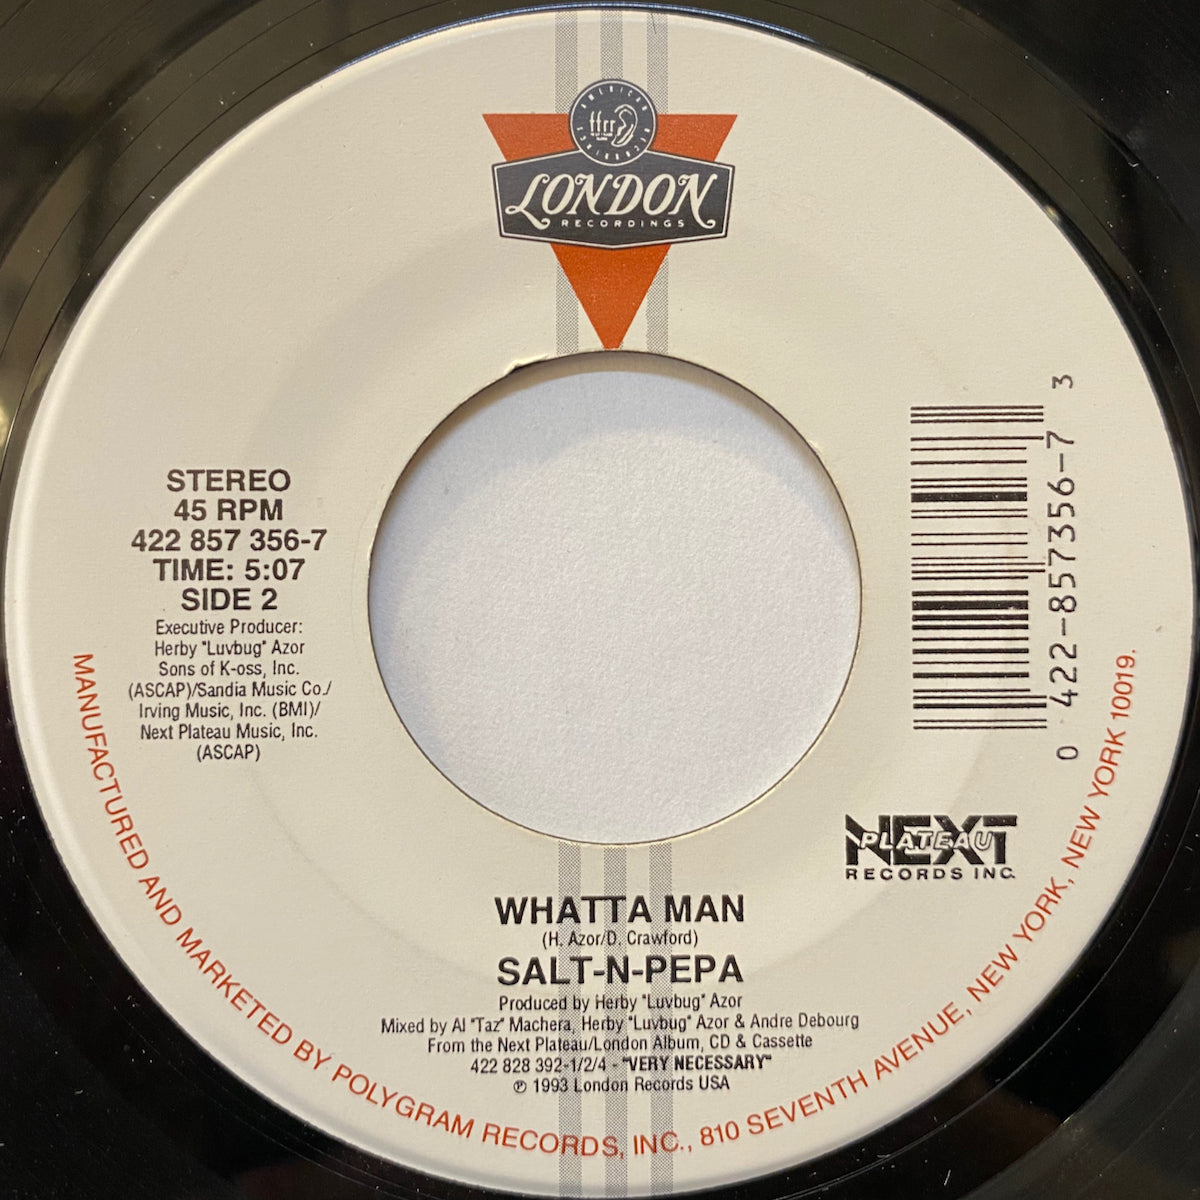 AMERICAN RECORDINGS
ffrr
LONDON
RECORDINGS
STEREO
45 RPM
422 857 356-7
TIME: 5:07
SIDE 2
Executive Producer:
Herby "Luvbug" Azor
Sons of K-oss, Inc.
(ASCAP)/Sandia Music Co./
Irving Music, Inc. (BMI)/
Next Plateau Music, Inc.
(ASCAP)
0 422-857356-7 3
NEXT
PLATEAU
RECORDS INC.
WHATTA MAN
(H. Azor/D. Crawford)
SALT-N-PEPA
Produced by Herby "Luvbug" Azor
Mixed by Al "Taz" Machera, Herby "Luvbug" Azor & Andre Debourg
From the Next Plateau/London Album, CD & Cassette
422 828 392-1/2/4 - "VERY NECESSARY"
℗ 1993 London Records USA
MANUFACTURED AND MARKETED BY POLYGRAM RECORDS, INC., 810 SEVENTH AVENUE, NEW YORK, NEW YORK 10019.